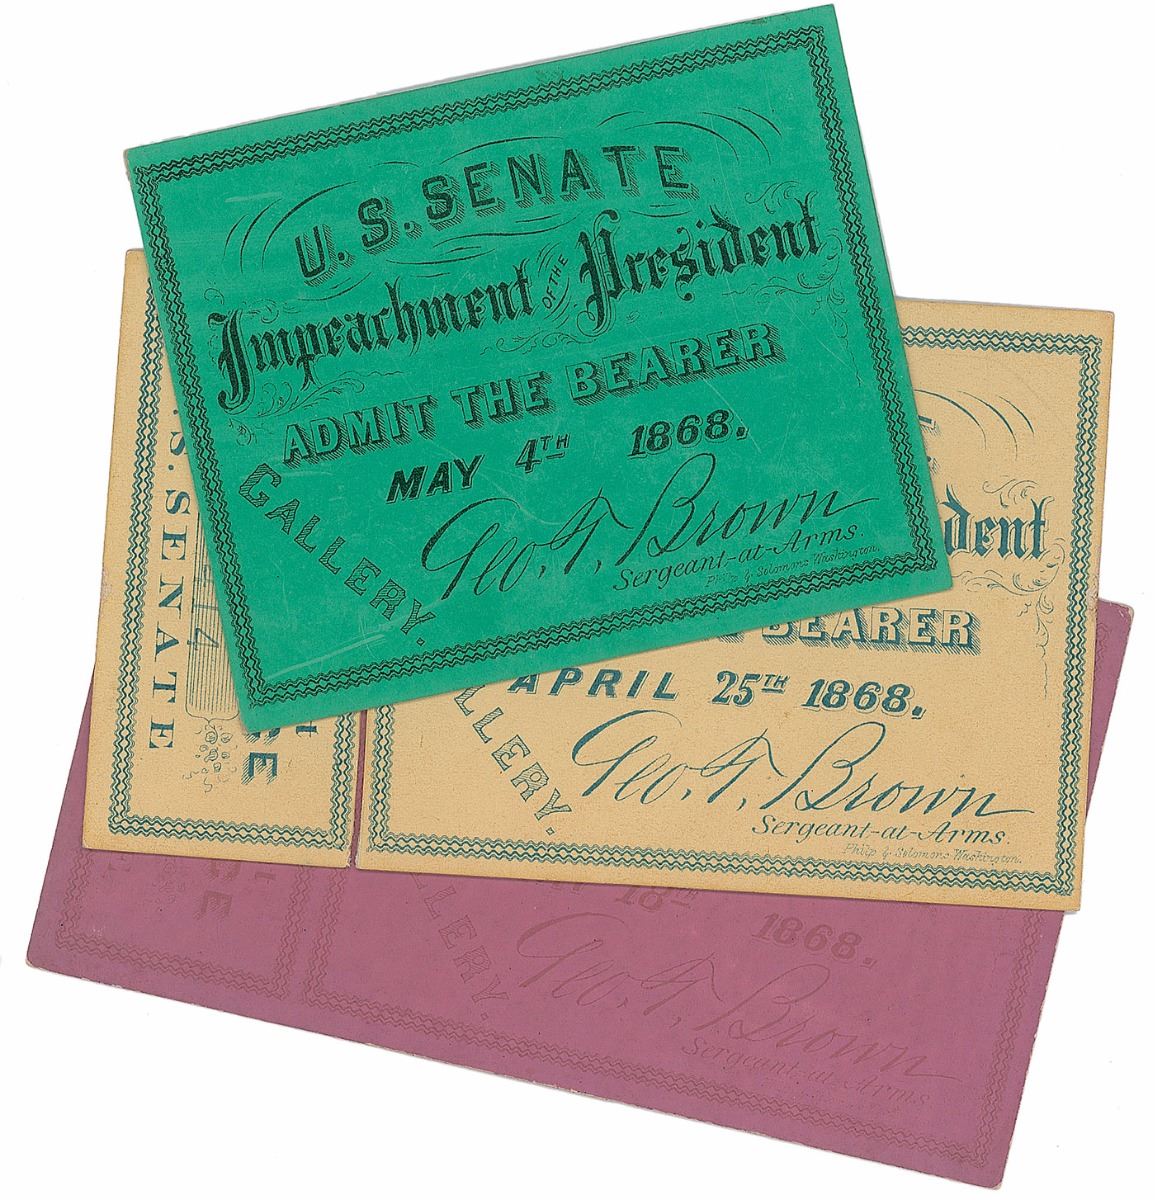 U. S. SENATE
Impeachment OF THE President
ADMIT THE BEARER
MAY 4TH 1868.
GALLERY.
Geo. T. Brown
Sergeant-at-Arms.
Philp & Solomons Washington.
S. SENATE
dent
BEARER
APRIL 25TH 1868.
LLERY.
Geo. T. Brown
Sergeant-at-Arms.
Philp & Solomons Washington.
18TH 1868.
LLERY.
Geo. T. Brown
Sergeant-at-Arms